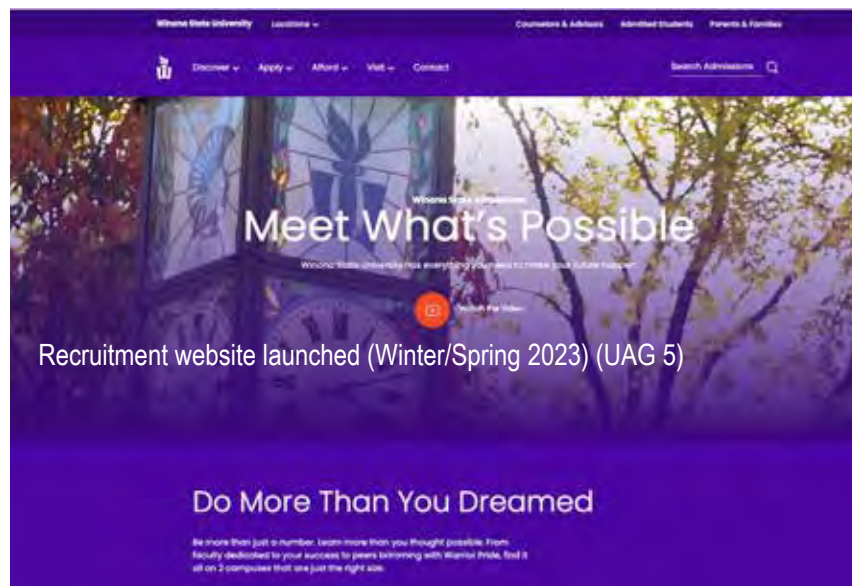 Winona State University Locations
Counselors & Advisors Admitted Students Parents & Families
Discover Apply Afford Visit Contact
Search Admissions
Winona State Admissions
Meet What's Possible
Winona State University has everything you need to make your future happen
Watch the Video
Recruitment website launched (Winter/Spring 2023) (UAG 5)
Do More Than You Dreamed
Be more than just a number. Learn more than you thought possible. From
faculty dedicated to your success to peers brimming with Warrior Pride, find it
all on 2 campuses that are just the right size.